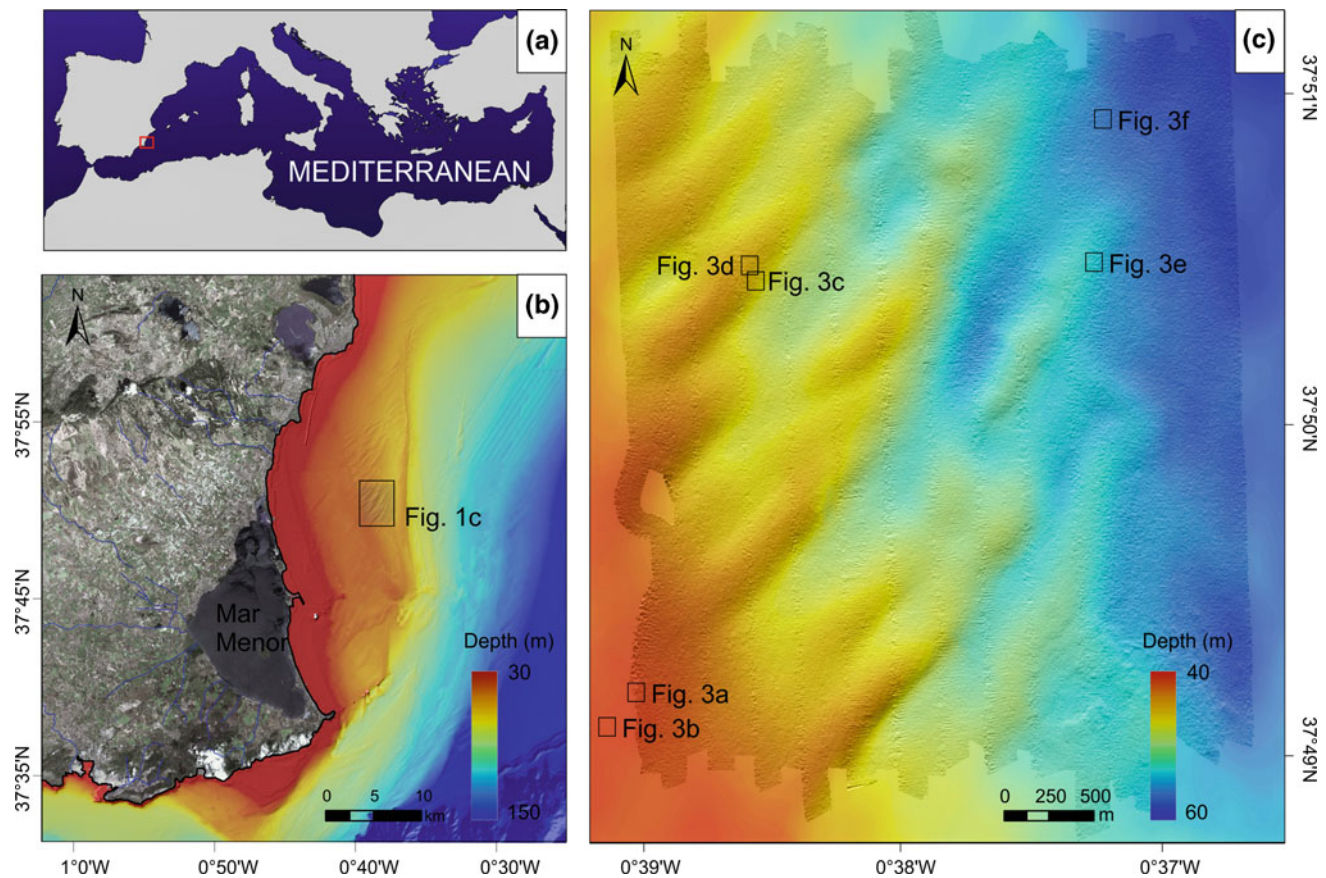 (a)
MEDITERRANEAN
N
(b)
Fig. 1c
Mar
Menor
Depth (m)
30
150
0 5 10
km
37°55'N
37°45'N
37°35'N
1°0'W 0°50'W 0°40'W 0°30'W
N
(c)
Fig. 3f
Fig. 3d
Fig. 3c
Fig. 3e
Fig. 3a
Fig. 3b
Depth (m)
40
60
0 250 500
m
37°51'N
37°50'N
37°49'N
0°39'W 0°38'W 0°37'W